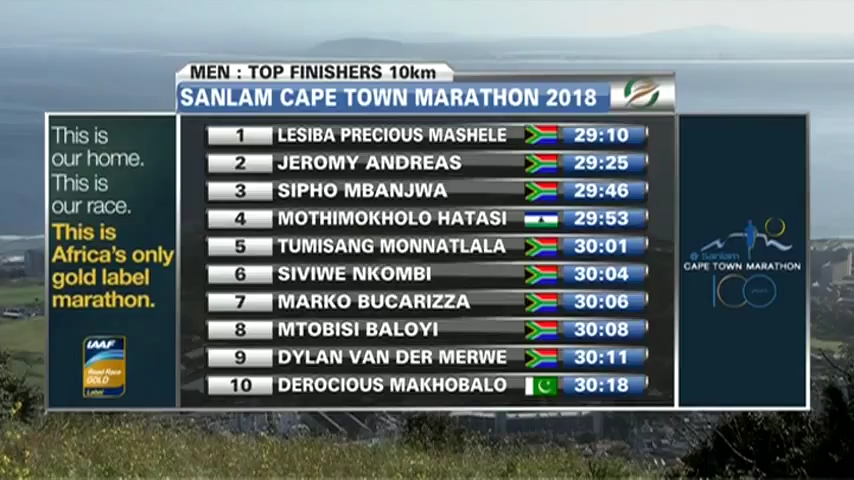 MEN : TOP FINISHERS 10km
SANLAM CAPE TOWN MARATHON 2018
This is
our home.
This is
our race.
This is
Africa's only
gold label
marathon.
IAAF
Road Race
GOLD
Label
1 LESIBA PRECIOUS MASHELE 29:10
2 JEROMY ANDREAS 29:25
3 SIPHO MBANJWA 29:46
4 MOTHIMOKHOLO HATASI 29:53
5 TUMISANG MONNATLALA 30:01
6 SIVIWE NKOMBI 30:04
7 MARKO BUCARIZZA 30:06
8 MTOBISI BALOYI 30:08
9 DYLAN VAN DER MERWE 30:11
10 DEROCIOUS MAKHOBALO 30:18
Sanlam
CAPE TOWN MARATHON
100